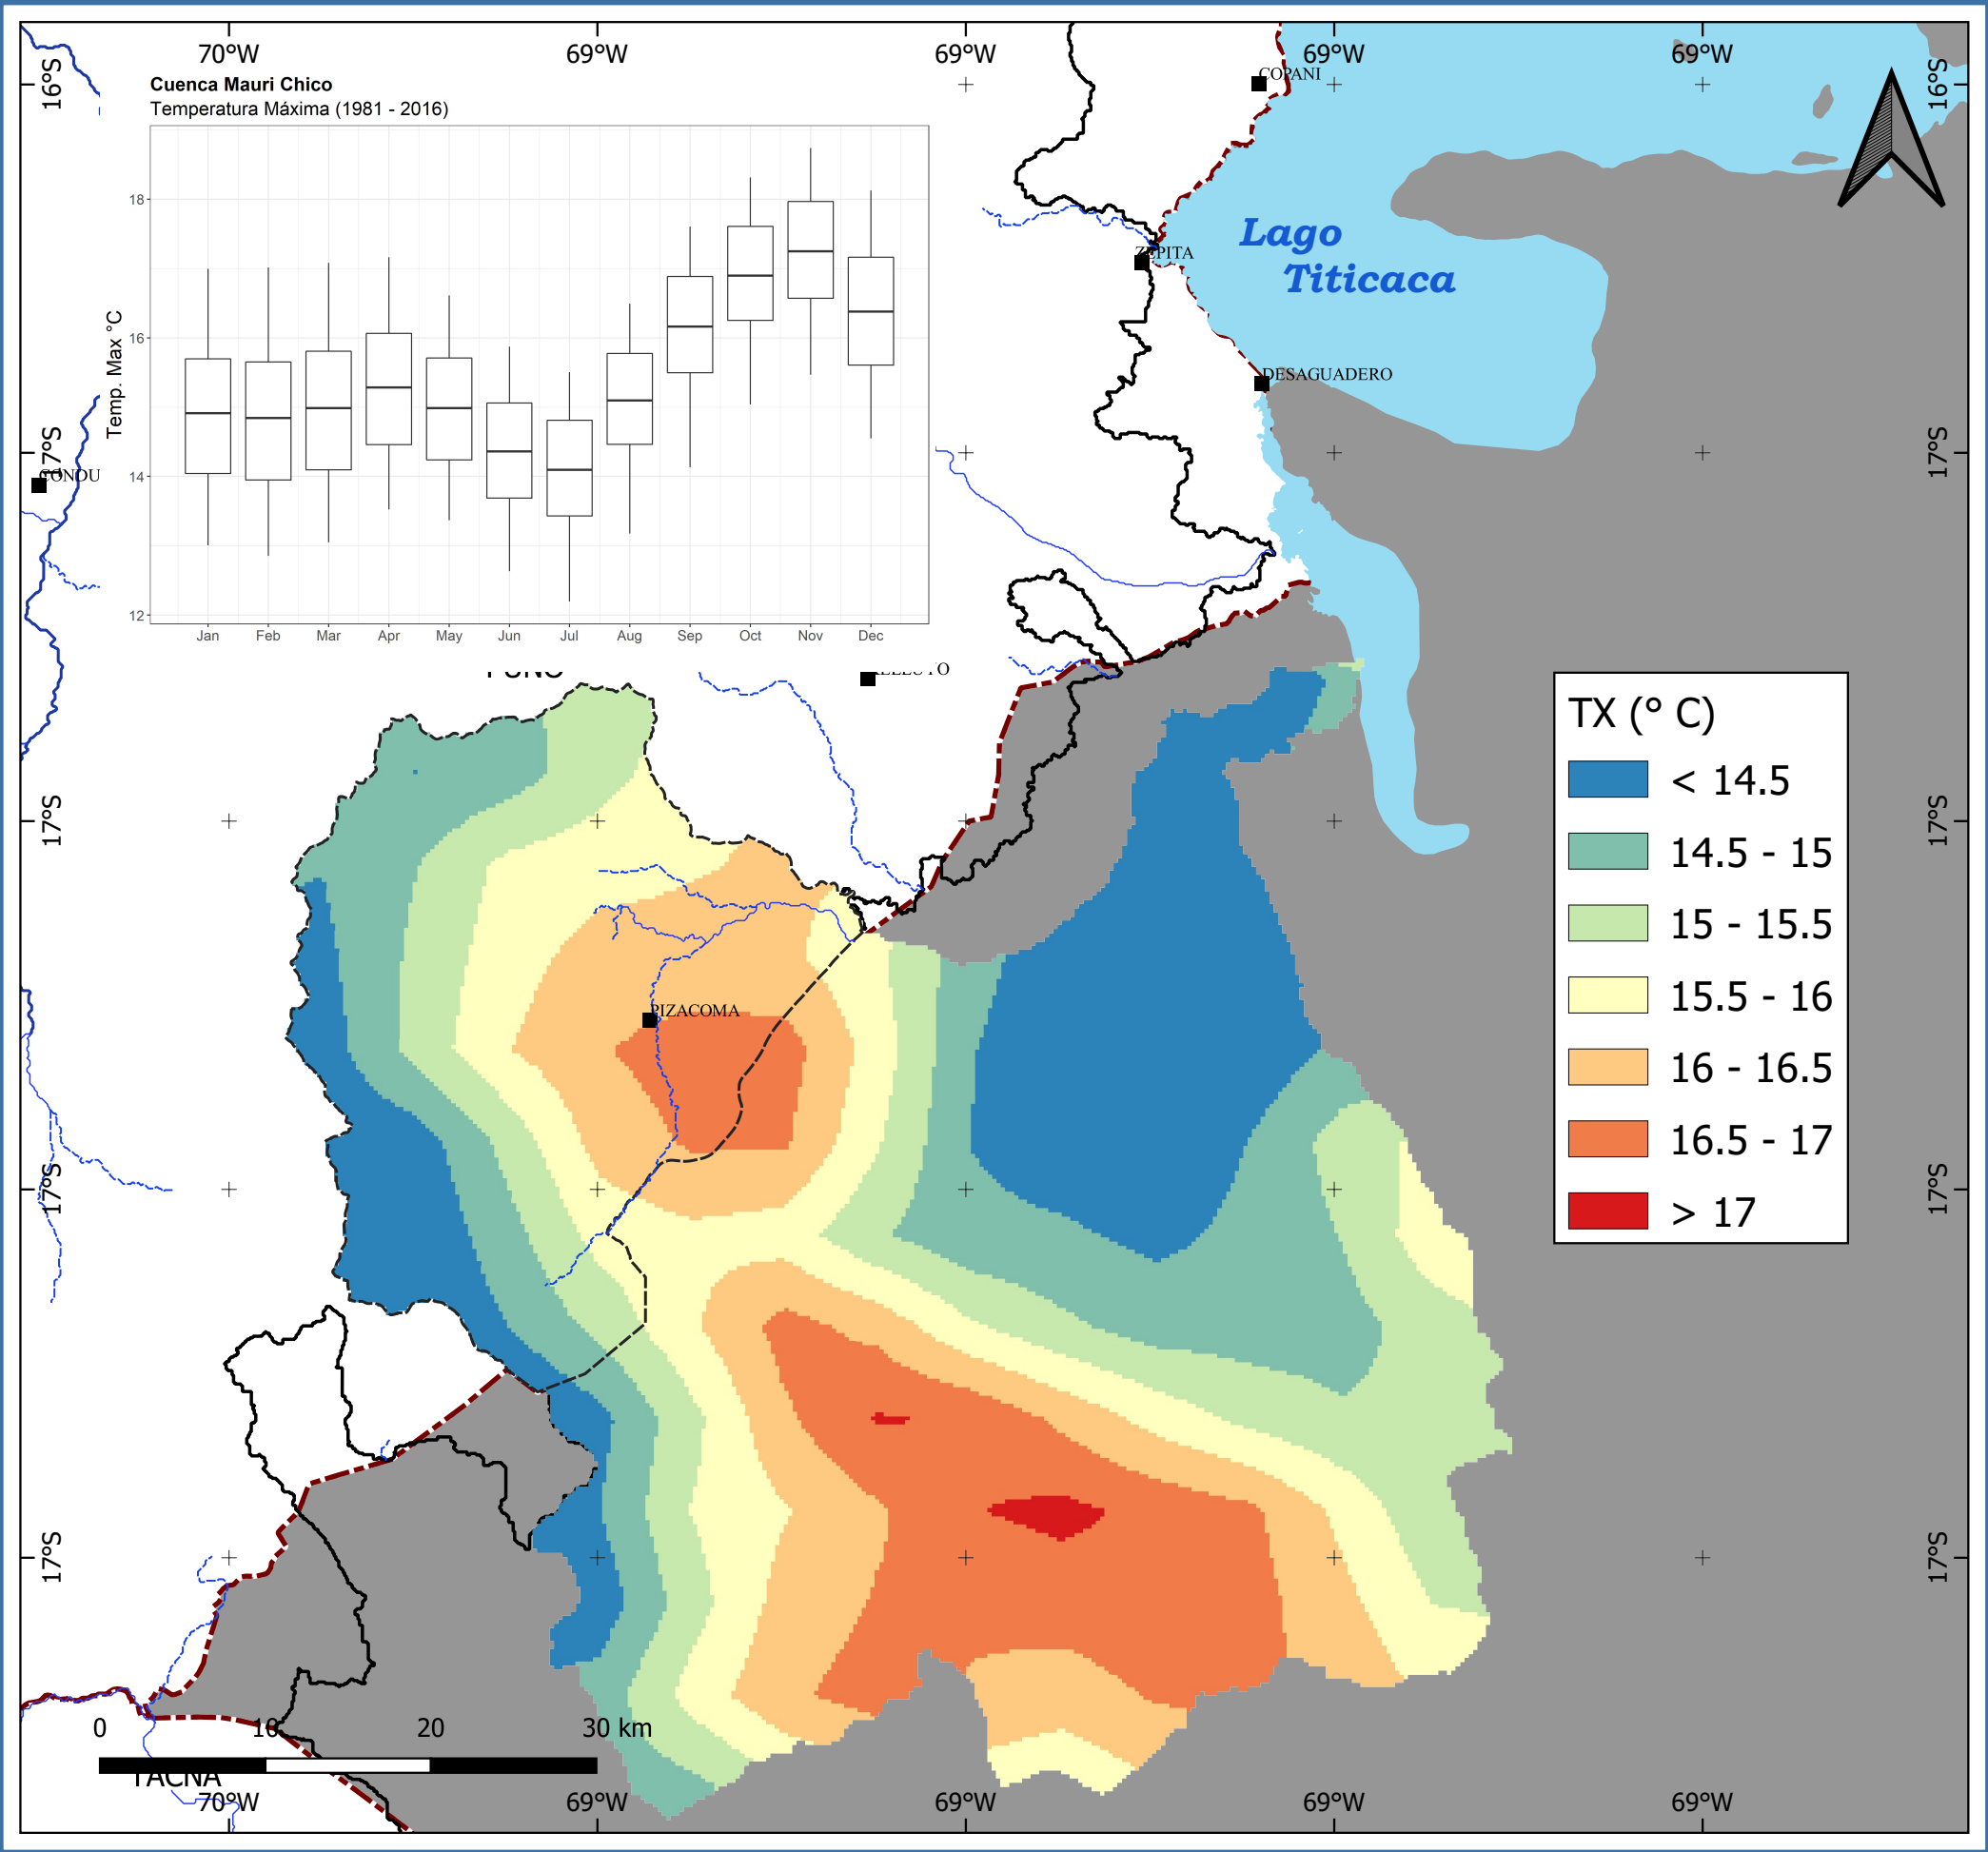 70°W 69°W 69°W 69°W 69°W
16°S 16°S
Cuenca Mauri Chico
Temperatura Máxima (1981 - 2016)
COPANI
18
16
14
12
Temp. Max °C
Jan Feb Mar Apr May Jun Jul Aug Sep Oct Nov Dec
Lago
Titicaca
ZEPITA
DESAGUADERO
17°S 17°S
CONDU
PUNO
TX (° C)
< 14.5
14.5 - 15
15 - 15.5
15.5 - 16
16 - 16.5
16.5 - 17
> 17
17°S 17°S
PIZACOMA
17°S 17°S
17°S 17°S
0 10 20 30 km
TACNA
70°W 69°W 69°W 69°W 69°W